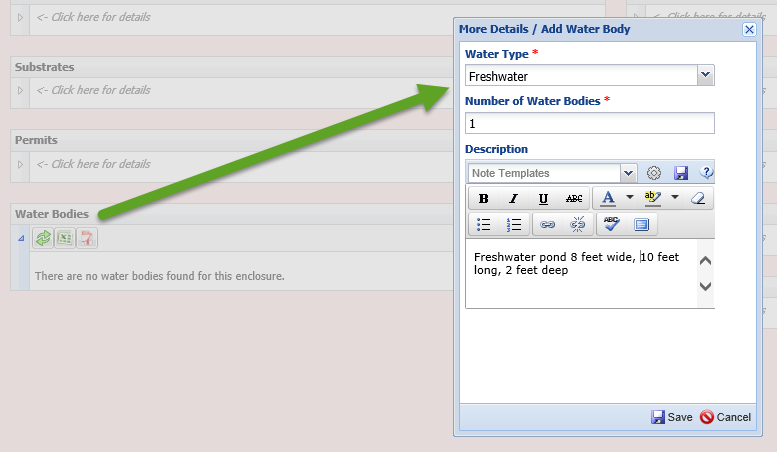 <- Click here for details
Click here for details
Substrates
<- Click here for details
Permits
<- Click here for details
Water Bodies
There are no water bodies found for this enclosure.
More Details / Add Water Body
Water Type *
Freshwater
Number of Water Bodies *
1
Description
Note Templates
B I U ABC A ab
ABC
Freshwater pond 8 feet wide, 10 feet
long, 2 feet deep
Save Cancel